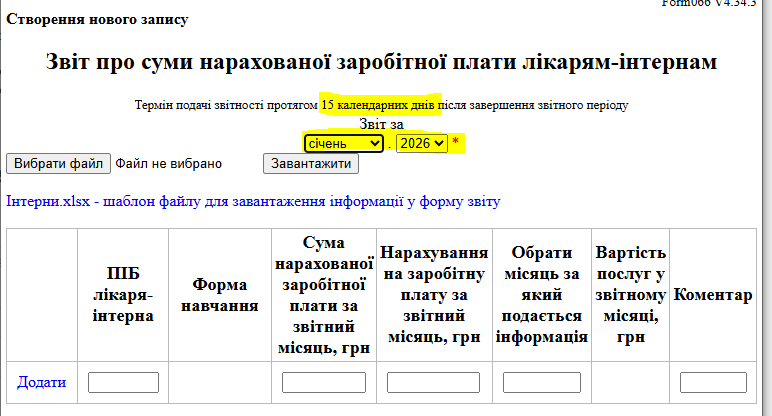 Form066 V4.34.3
Створення нового запису
Звіт про суми нарахованої заробітної плати лікарям-інтернам
Термін подачі звітності протягом 15 календарних днів після завершення звітного періоду
Звіт за
січень . 2026 *
Вибрати файл Файл не вибрано Завантажити
Інтерни.xlsx - шаблон файлу для завантаження інформації у форму звіту
ПІБ лікаря-інтерна
Форма навчання
Сума нарахованої заробітної плати за звітний місяць, грн
Нарахування на заробітну плату за звітний місяць, грн
Обрати місяць за який подається інформація
Вартість послуг у звітному місяці, грн
Коментар
Додати